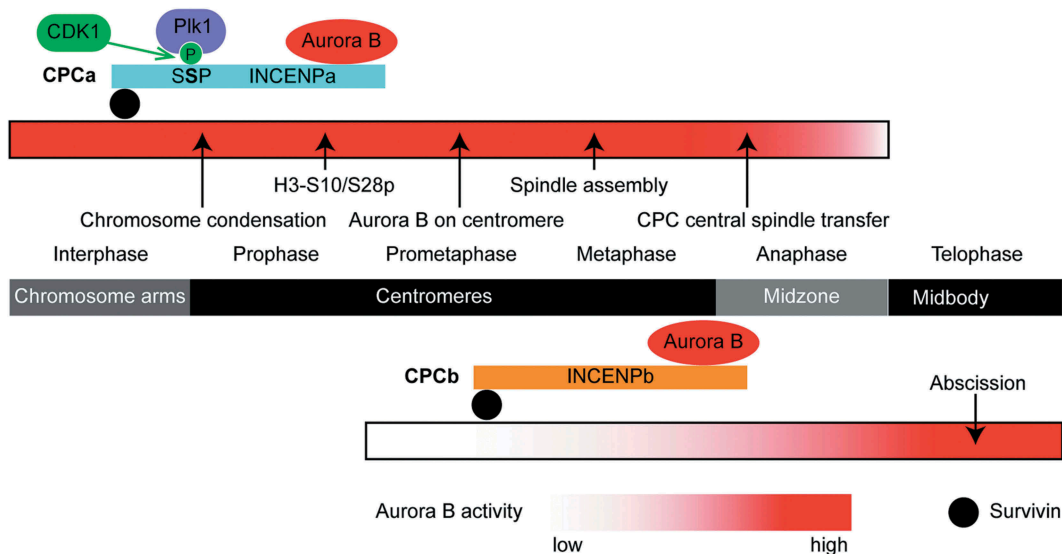 CDK1
Plk1
P
Aurora B
CPCa
SSP
INCENPa
H3-S10/S28p
Spindle assembly
Chromosome condensation
Aurora B on centromere
CPC central spindle transfer
Interphase
Prophase
Prometaphase
Metaphase
Anaphase
Telophase
Chromosome arms
Centromeres
Midzone
Midbody
Aurora B
CPCb
INCENPb
Abscission
Aurora B activity
low
high
Survivin